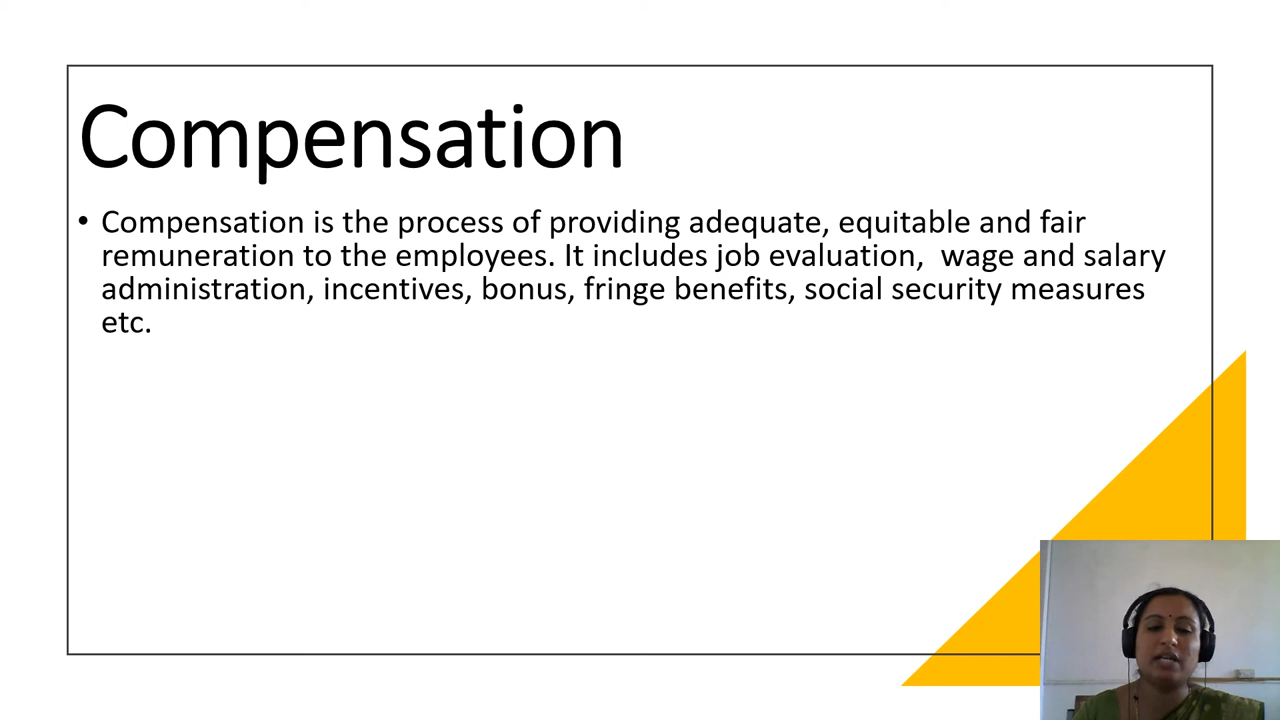 Compensation
• Compensation is the process of providing adequate, equitable and fair
remuneration to the employees. It includes job evaluation,  wage and salary
administration, incentives, bonus, fringe benefits, social security measures
etc.